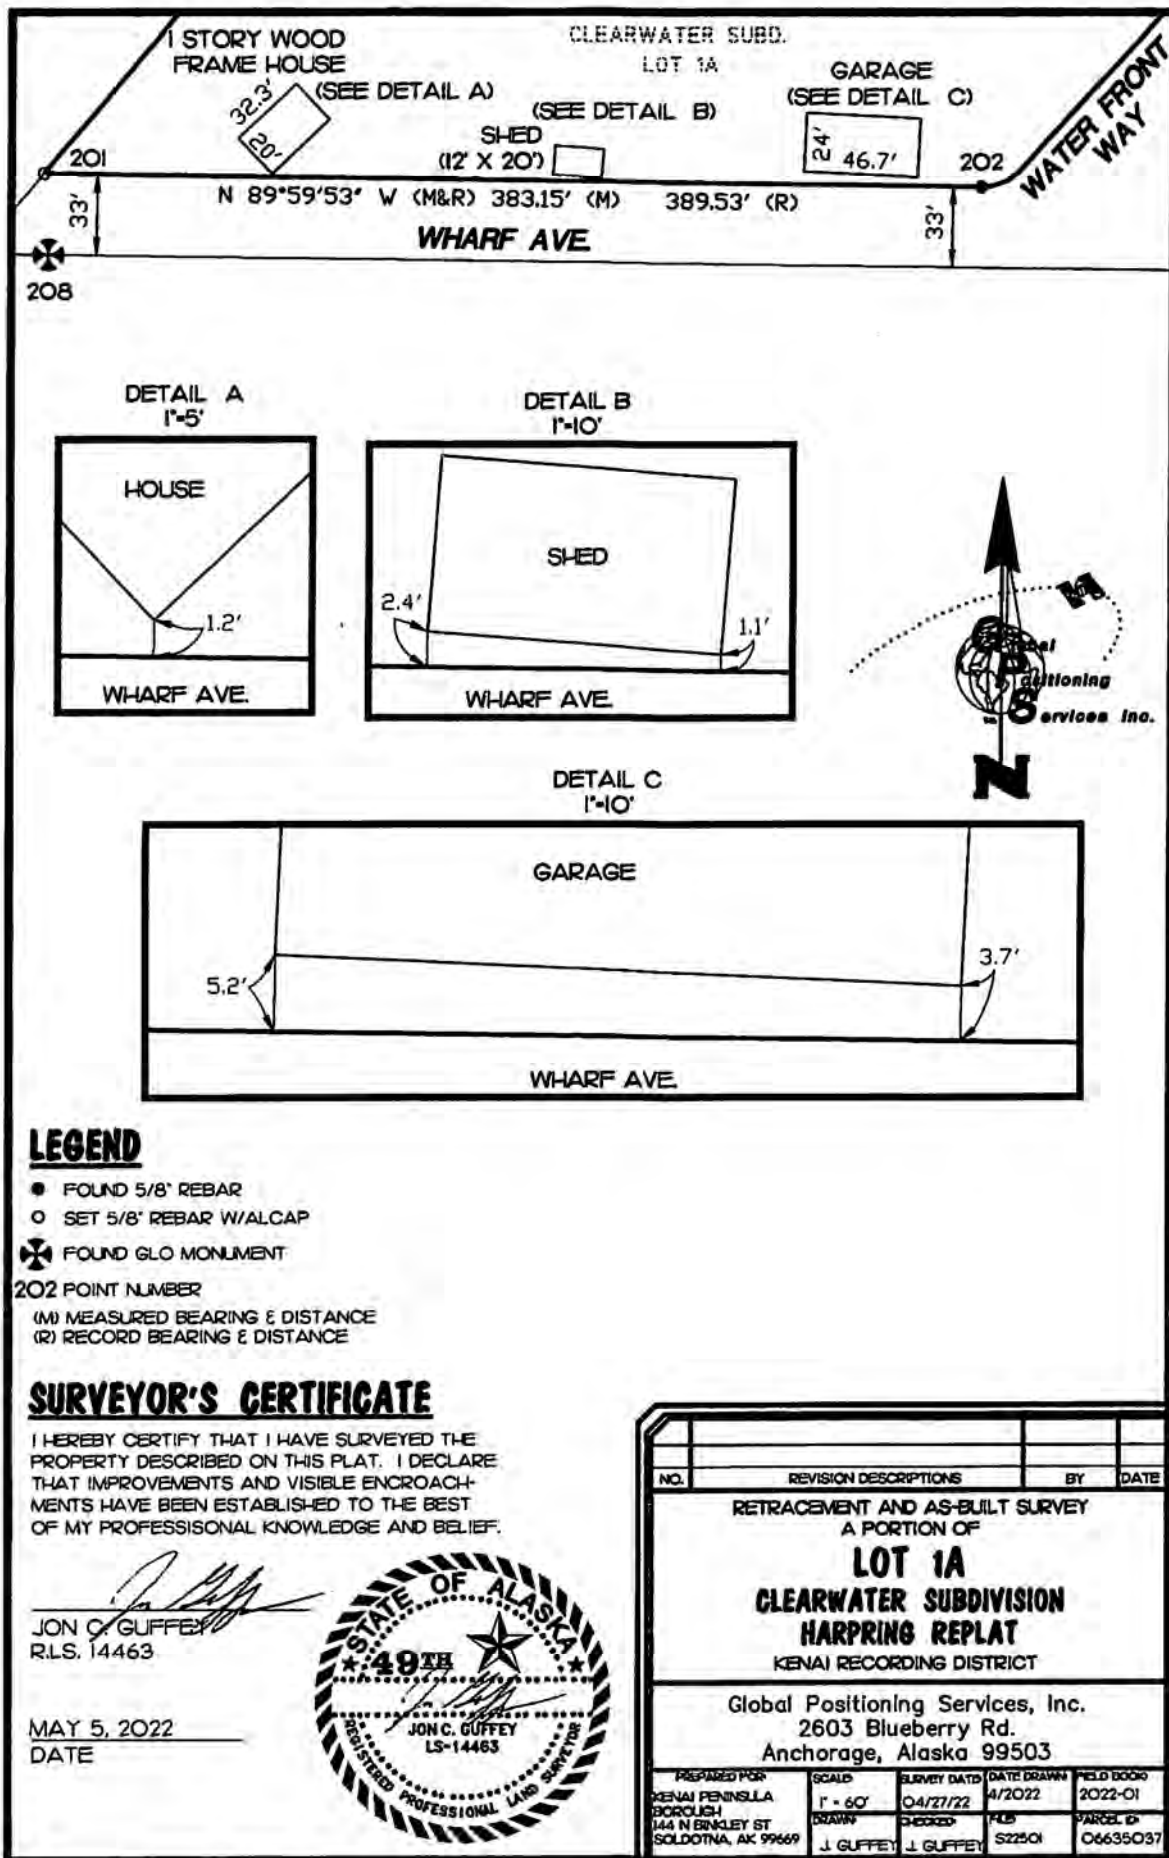 1 STORY WOOD
FRAME HOUSE
(SEE DETAIL A)
32.3'
20'
CLEARWATER SUBD.
LOT 1A
(SEE DETAIL B)
SHED
(12' X 20')
GARAGE
(SEE DETAIL C)
24'
46.7'
WATER FRONT
WAY
201
202
N 89°59'53" W (M&R) 383.15' (M) 389.53' (R)
33'
33'
WHARF AVE.
208
DETAIL A
1"=5'
HOUSE
1.2'
WHARF AVE.
DETAIL B
1"=10'
SHED
2.4'
1.1'
WHARF AVE.
Global
Positioning
Services Inc.
N
DETAIL C
1"=10'
GARAGE
5.2'
3.7'
WHARF AVE.
LEGEND
FOUND 5/8" REBAR
SET 5/8" REBAR W/ALCAP
FOUND GLO MONUMENT
202 POINT NUMBER
(M) MEASURED BEARING & DISTANCE
(R) RECORD BEARING & DISTANCE
SURVEYOR'S CERTIFICATE
I HEREBY CERTIFY THAT I HAVE SURVEYED THE
PROPERTY DESCRIBED ON THIS PLAT. I DECLARE
THAT IMPROVEMENTS AND VISIBLE ENCROACH-
MENTS HAVE BEEN ESTABLISHED TO THE BEST
OF MY PROFESSISONAL KNOWLEDGE AND BELIEF.
JON C. GUFFEY
R.L.S. 14463
MAY 5, 2022
DATE
STATE OF ALASKA
49TH
JON C. GUFFEY
LS-14463
REGISTERED PROFESSIONAL LAND SURVEYOR
NO. REVISION DESCRIPTIONS BY DATE
RETRACEMENT AND AS-BUILT SURVEY
A PORTION OF
LOT 1A
CLEARWATER SUBDIVISION
HARPRING REPLAT
KENAI RECORDING DISTRICT
Global Positioning Services, Inc.
2603 Blueberry Rd.
Anchorage, Alaska 99503
PREPARED FOR:
KENAI PENINSULA
BOROUGH
144 N BINKLEY ST
SOLDOTNA, AK 99669
SCALE:
1" = 60'
SURVEY DATE:
04/27/22
DATE DRAWN:
4/2022
FIELD BOOK:
2022-01
DRAWN:
J. GUFFEY
CHECKED:
J. GUFFEY
FILE:
S22501
PARCEL ID:
06635037